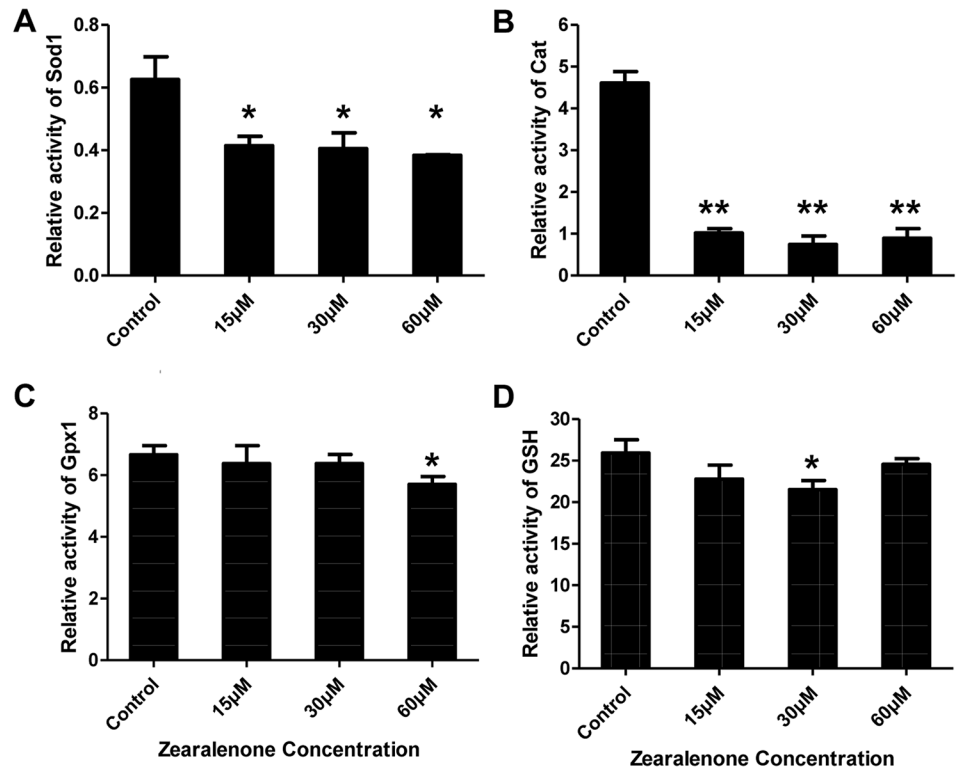 A
Relative activity of Sod1
0.8
0.6
0.4
0.2
0.0
*
*
*
Control
15µM
30µM
60µM
B
Relative activity of Cat
6
5
4
3
2
1
0
**
**
**
Control
15µM
30µM
60µM
C
Relative activity of Gpx1
8
6
4
2
0
*
Control
15µM
30µM
60µM
Zearalenone Concentration
D
Relative activity of GSH
30
25
20
15
10
5
0
*
Control
15µM
30µM
60µM
Zearalenone Concentration